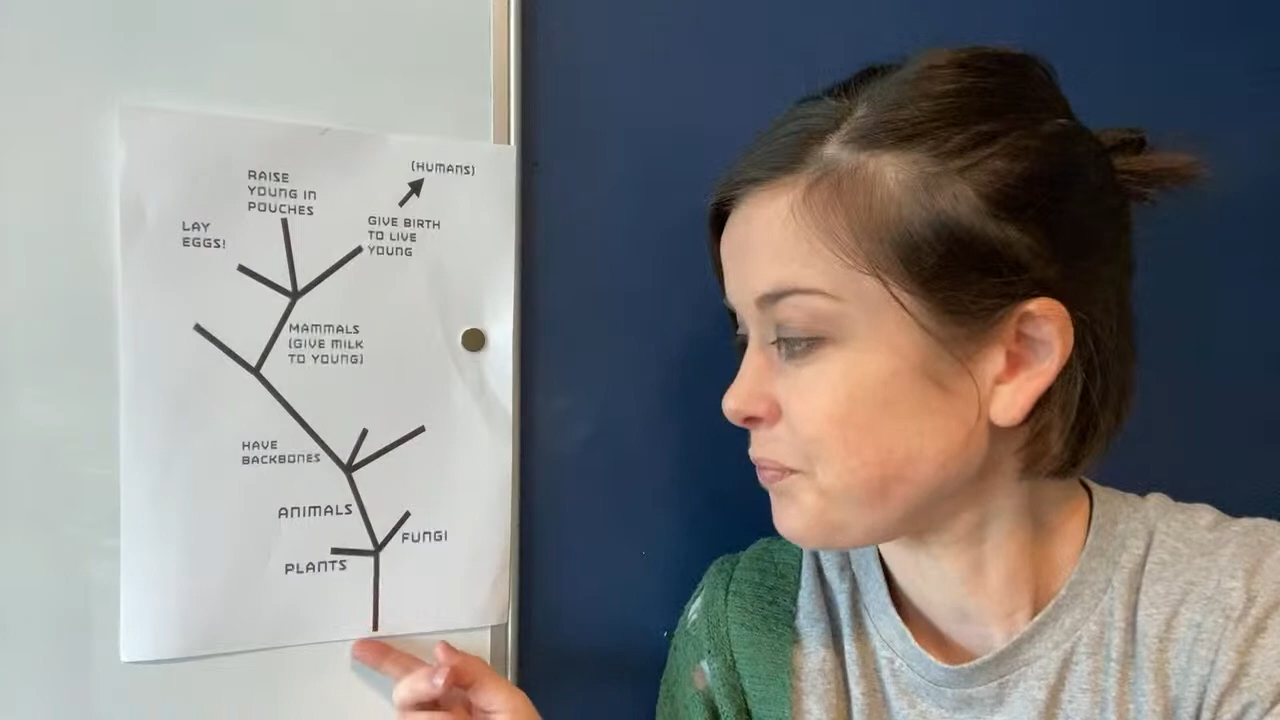 (HUMANS)
RAISE
YOUNG IN
POUCHES
GIVE BIRTH
TO LIVE
YOUNG
LAY
EGGS!
MAMMALS
(GIVE MILK
TO YOUNG)
HAVE
BACKBONES
ANIMALS
FUNGI
PLANTS